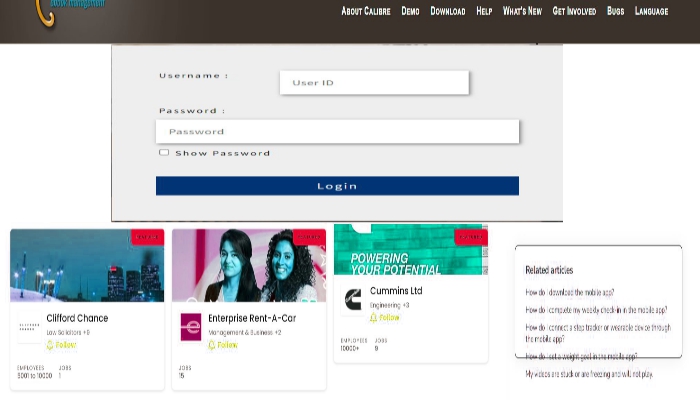 ebook management
About Calibre Demo Download Help What's New Get Involved Bugs Language
Username :
User ID
Password :
Password
Show Password
Login
POWERING
YOUR POTENTIAL
Clifford Chance
Law Solicitors +9
Follow
EMPLOYEES JOBS
5001 to 10000 1
Enterprise Rent-A-Car
Management & Business +2
Follow
JOBS
15
Cummins Ltd
Engineering +3
Follow
EMPLOYEES JOBS
10000+ 9
Related articles
How do I download the mobile app?
How do I complete my weekly check-in in the mobile app?
How do I connect a step tracker or wearable device through
the mobile app?
How do I set a weight goal in the mobile app?
My videos are stuck or are freezing and will not play.